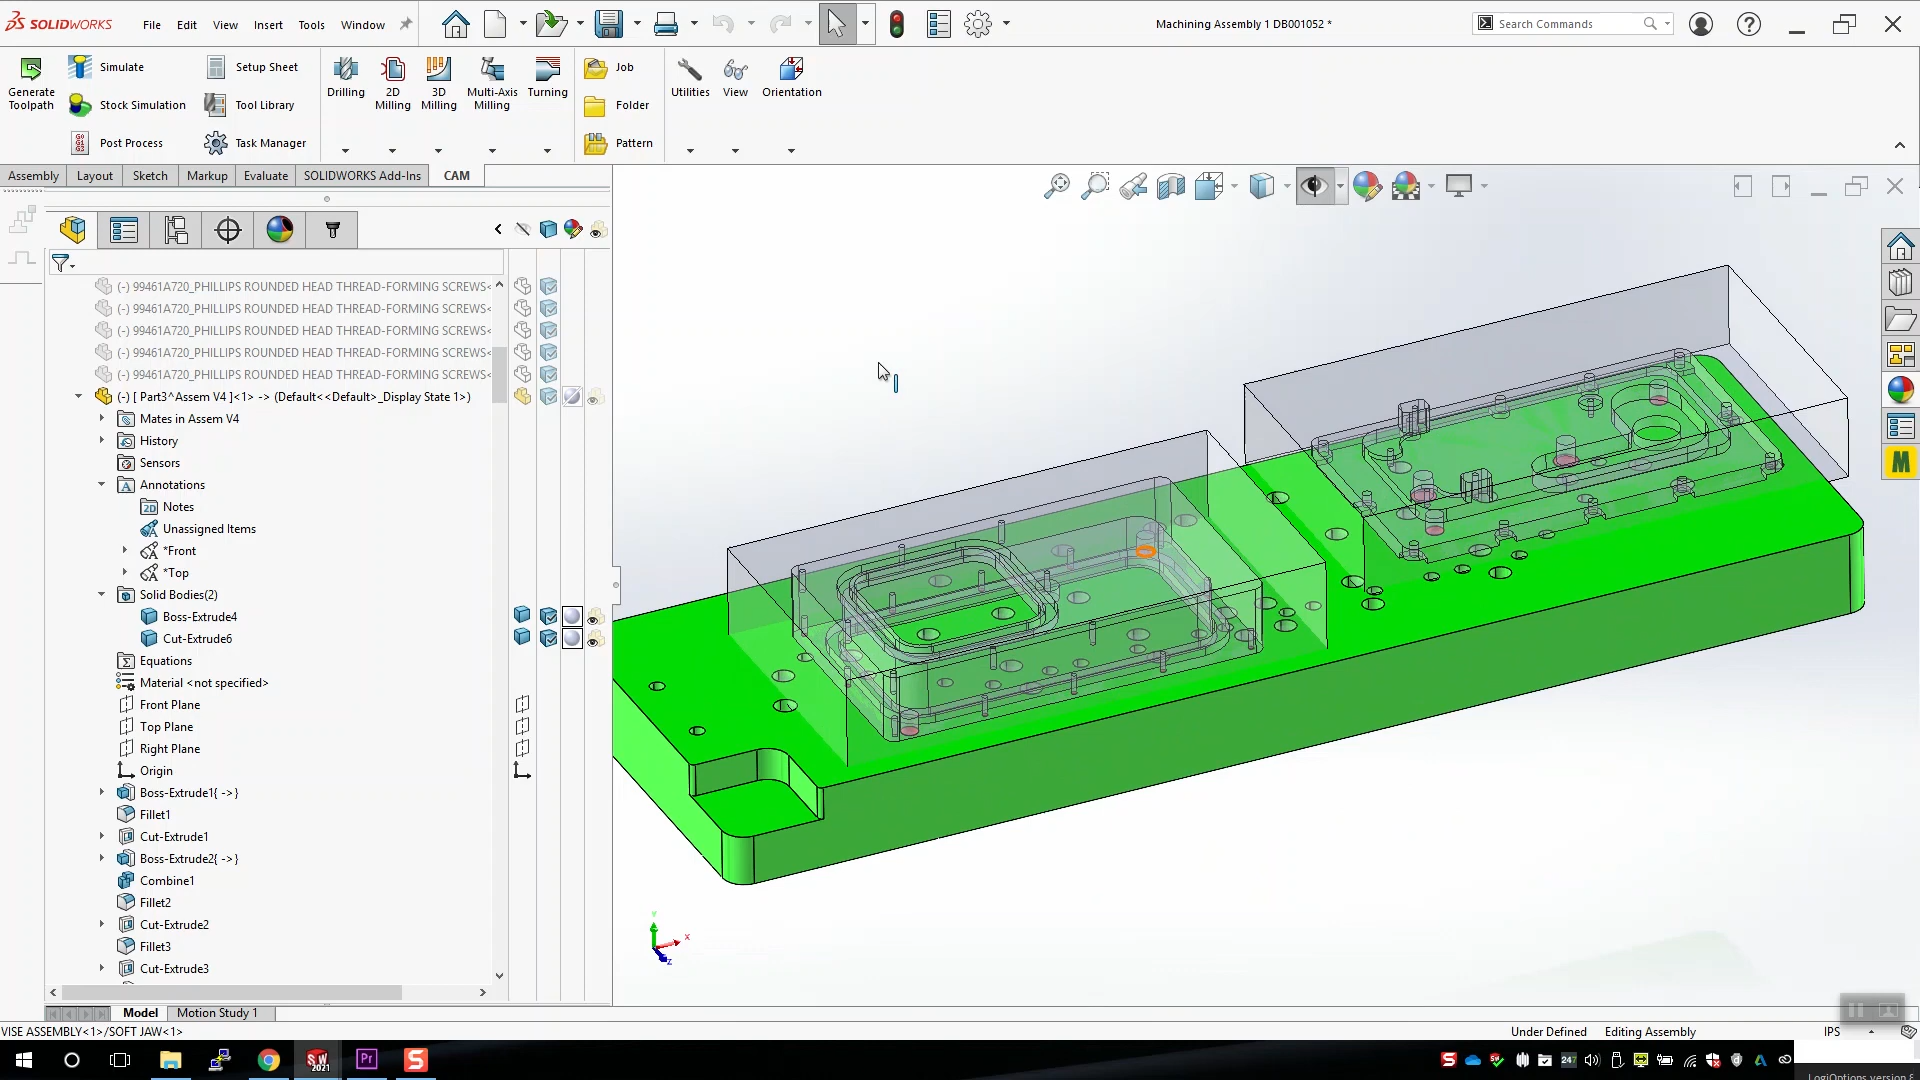 SOLIDWORKS File Edit View Insert Tools Window Machining Assembly 1 DB001052 * Search Commands
Generate Toolpath
Simulate
Stock Simulation
Post Process
Setup Sheet
Tool Library
Task Manager
Drilling
2D Milling
3D Milling
Multi-Axis Milling
Turning
Job
Folder
Pattern
Utilities
View
Orientation
Assembly Layout Sketch Markup Evaluate SOLIDWORKS Add-Ins CAM
(-) 99461A720_PHILLIPS ROUNDED HEAD THREAD-FORMING SCREWS<
(-) 99461A720_PHILLIPS ROUNDED HEAD THREAD-FORMING SCREWS<
(-) 99461A720_PHILLIPS ROUNDED HEAD THREAD-FORMING SCREWS<
(-) 99461A720_PHILLIPS ROUNDED HEAD THREAD-FORMING SCREWS<
(-) 99461A720_PHILLIPS ROUNDED HEAD THREAD-FORMING SCREWS<
(-) [ Part3^Assem V4 ]<1> -> (Default<<Default>_Display State 1>)
Mates in Assem V4
History
Sensors
Annotations
Notes
Unassigned Items
*Front
*Top
Solid Bodies(2)
Boss-Extrude4
Cut-Extrude6
Equations
Material <not specified>
Front Plane
Top Plane
Right Plane
Origin
Boss-Extrude1{ ->}
Fillet1
Cut-Extrude1
Boss-Extrude2{ ->}
Combine1
Fillet2
Cut-Extrude2
Fillet3
Cut-Extrude3
Y
X
Z
M
Model Motion Study 1
VISE ASSEMBLY<1>/SOFT JAW<1> Under Defined Editing Assembly IPS
SW 2021
Pr
S
S
247
LogiOptions version